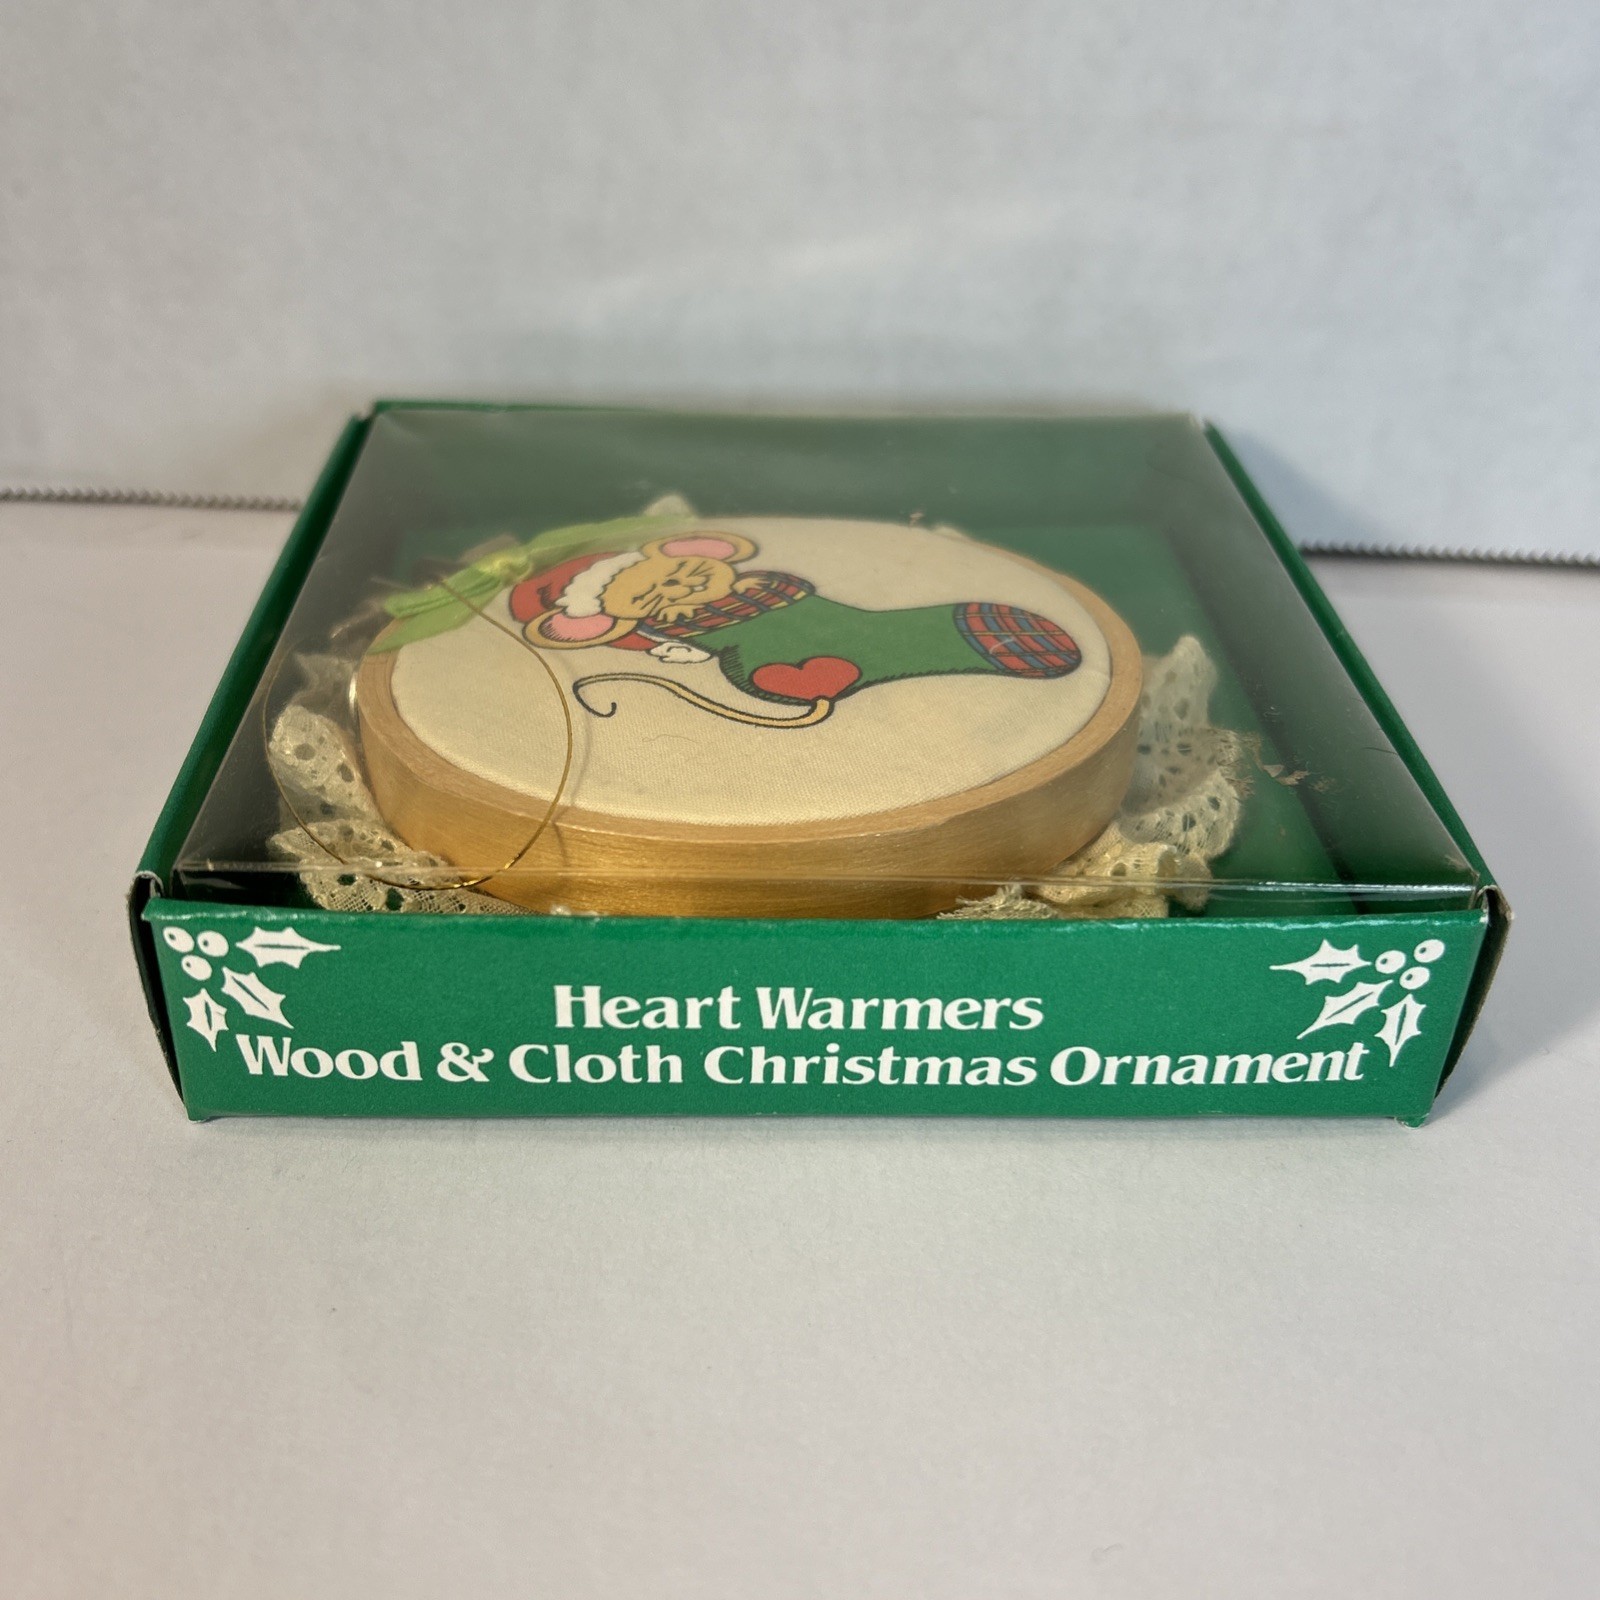 Heart Warmers
Wood & Cloth Christmas Ornament